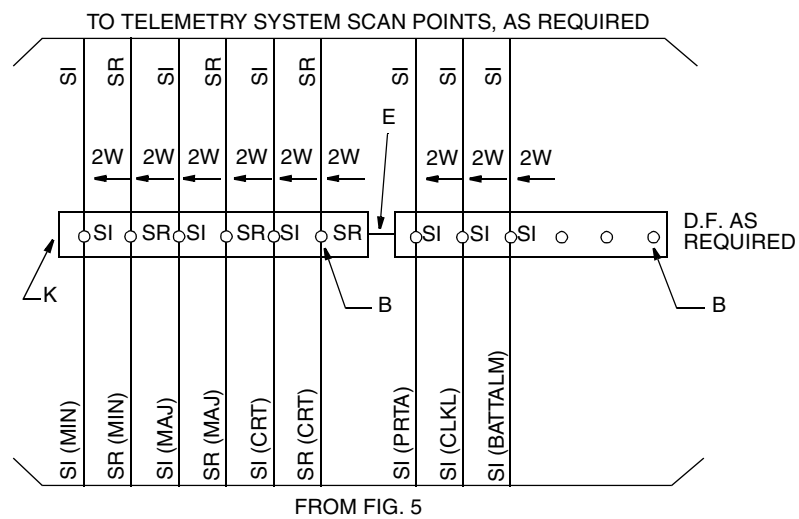 TO TELEMETRY SYSTEM SCAN POINTS, AS REQUIRED
SI SR SI SR SI SR SI SI SI
E
2W 2W 2W 2W 2W 2W 2W 2W 2W
SI SR SI SR SI SR SI SI SI
D.F. AS
REQUIRED
K B B
SI (MIN)
SR (MIN)
SI (MAJ)
SR (MAJ)
SI (CRT)
SR (CRT)
SI (PRTA)
SI (CLKL)
SI (BATTALM)
FROM FIG. 5